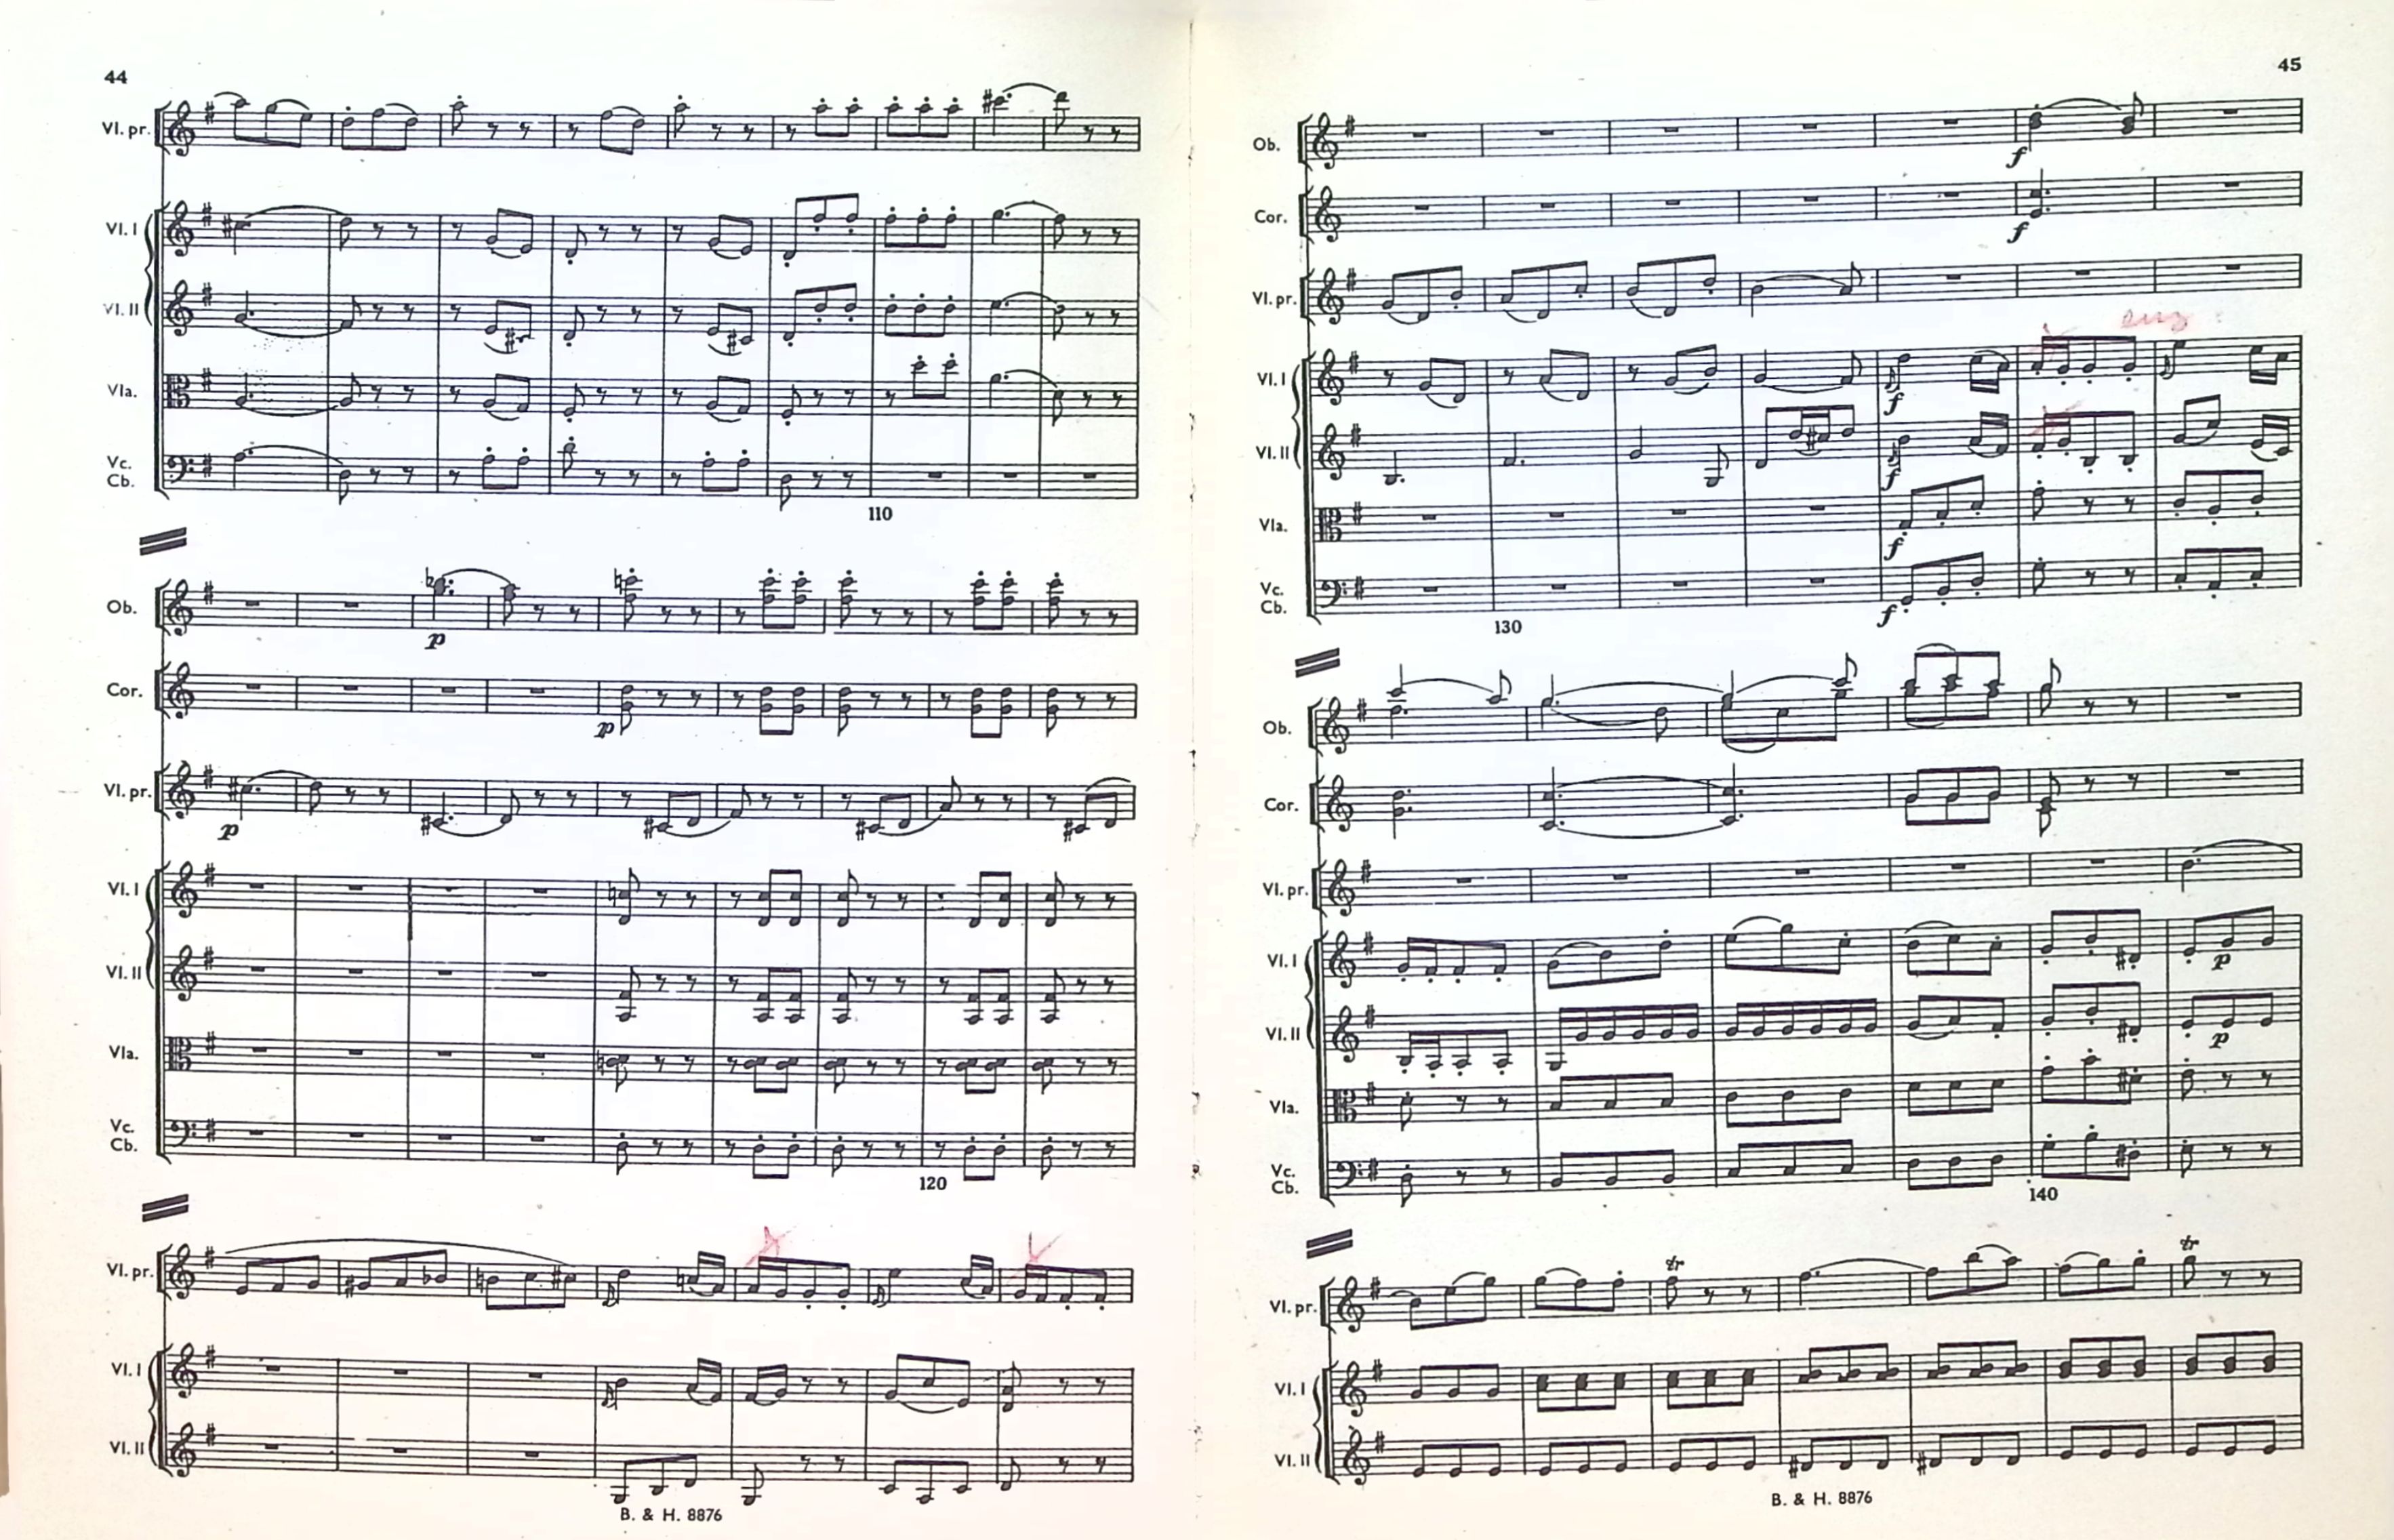 44
Vl. pr.
Vl. I
Vl. II
Vla.
Vc.
Cb.
110
Ob.
p
Cor.
p
Vl. pr.
p
Vl. I
Vl. II
Vla.
Vc.
Cb.
120
Vl. pr.
Vl. I
Vl. II
B. & H. 8876
45
Ob.
f
Cor.
f
Vl. pr.
Vl. I
f
Vl. II
f
Vla.
f
Vc.
Cb.
f
130
Ob.
Cor.
Vl. pr.
Vl. I
p
Vl. II
p
Vla.
Vc.
Cb.
140
tr
tr
Vl. pr.
Vl. I
Vl. II
B. & H. 8876